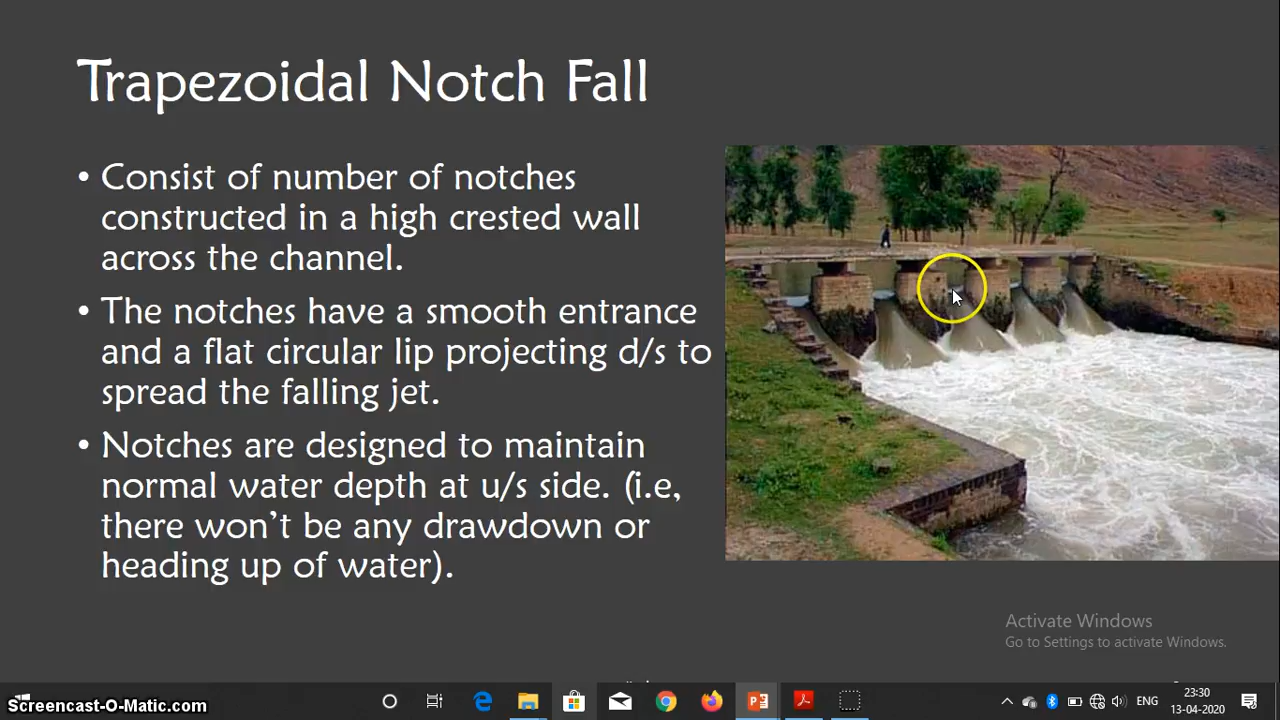 Trapezoidal Notch Fall
• Consist of number of notches
constructed in a high crested wall
across the channel.
• The notches have a smooth entrance
and a flat circular lip projecting d/s to
spread the falling jet.
• Notches are designed to maintain
normal water depth at u/s side. (i.e,
there won't be any drawdown or
heading up of water).
Activate Windows
Go to Settings to activate Windows.
Screencast-O-Matic.com
ENG
23:30
13-04-2020